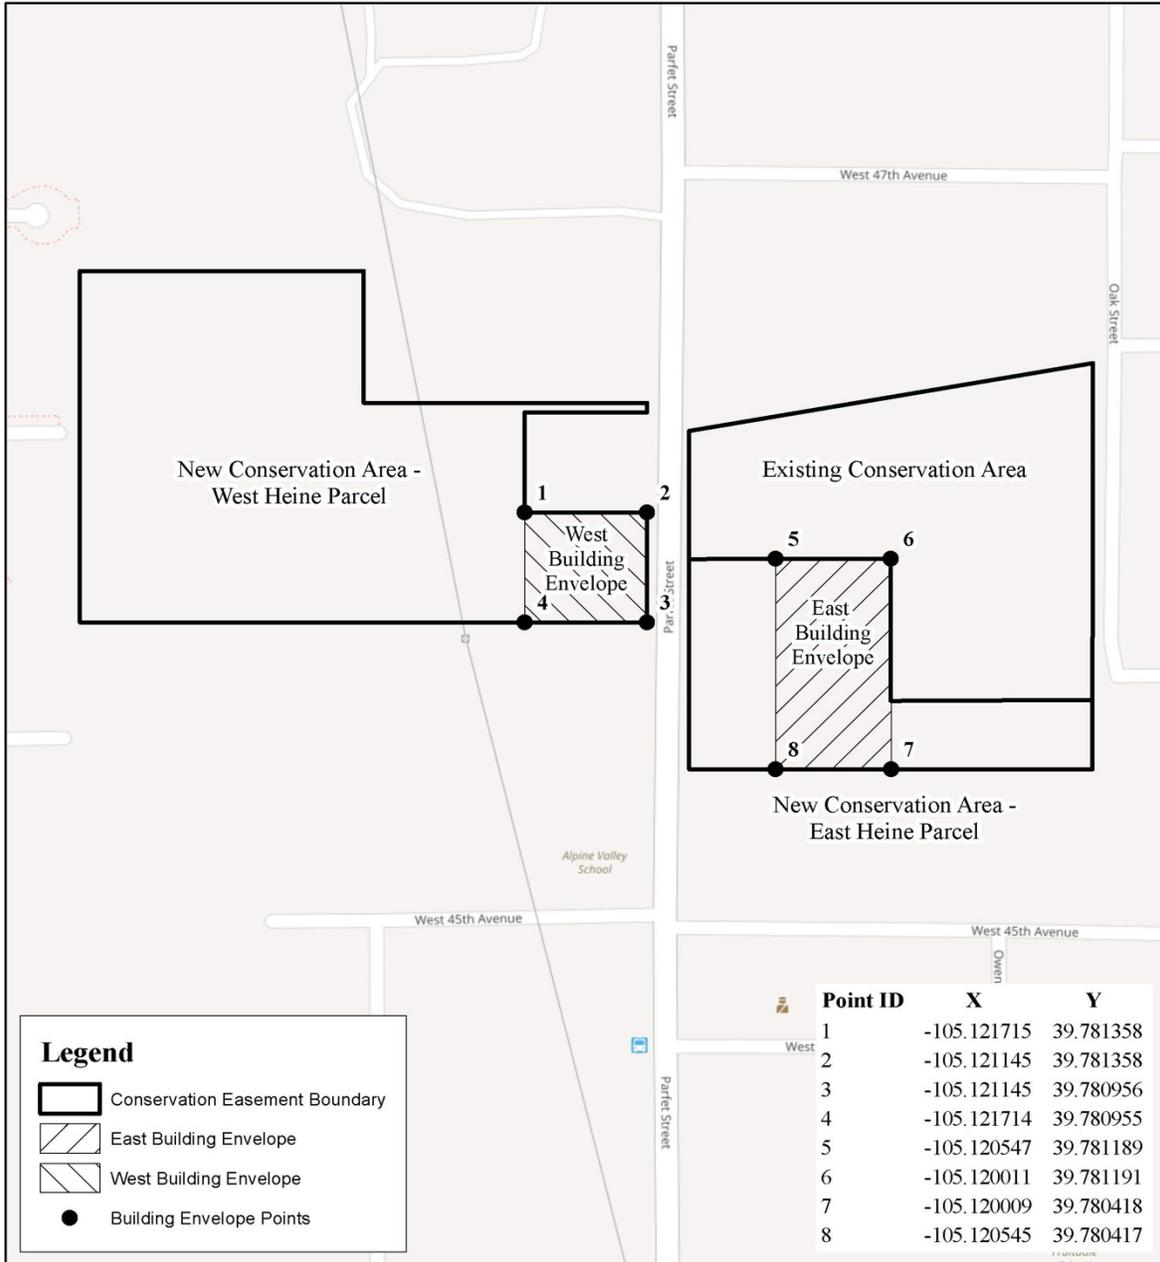 Parfet Street
West 47th Avenue
Oak Street
New Conservation Area -
West Heine Parcel
Existing Conservation Area
1
2
West
Building
Envelope
4
3
5
6
East
Building
Envelope
8
7
New Conservation Area -
East Heine Parcel
Alpine Valley
School
West 45th Avenue
West 45th Avenue
Owen
West
Parfet Street
Point ID X Y
1 -105.121715 39.781358
2 -105.121145 39.781358
3 -105.121145 39.780956
4 -105.121714 39.780955
5 -105.120547 39.781189
6 -105.120011 39.781191
7 -105.120009 39.780418
8 -105.120545 39.780417
Legend
Conservation Easement Boundary
East Building Envelope
West Building Envelope
Building Envelope Points